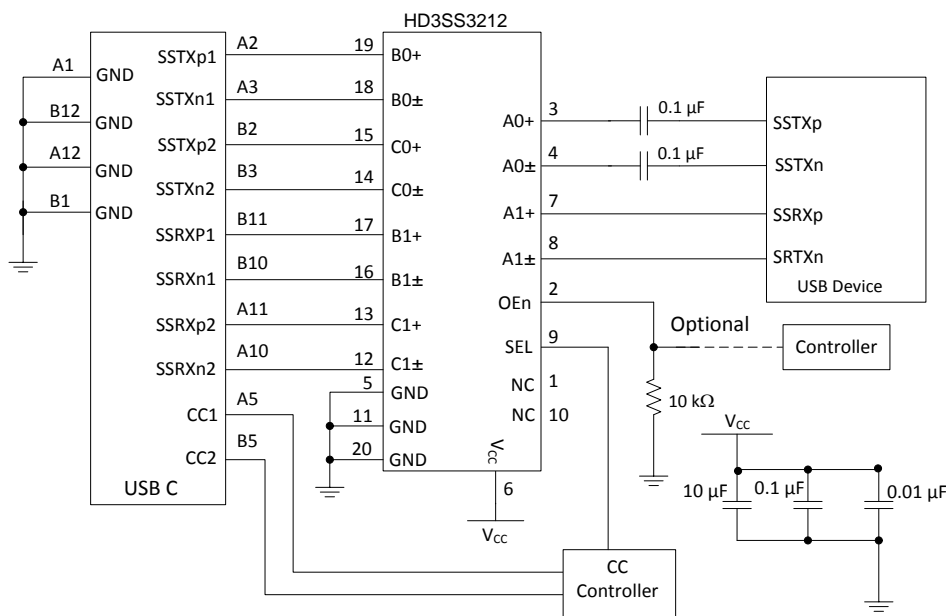 HD3SS3212
A1
GND
B12
GND
A12
GND
B1
GND
SSTXp1
A2
SSTXn1
A3
SSTXp2
B2
SSTXn2
B3
SSRXP1
B11
SSRXn1
B10
SSRXp2
A11
SSRXn2
A10
CC1
A5
CC2
B5
USB C
19
B0+
18
B0±
15
C0+
14
C0±
17
B1+
16
B1±
13
C1+
12
C1±
5
GND
11
GND
20
GND
VCC
6
VCC
A0+
3
0.1 µF
A0±
4
0.1 µF
A1+
7
A1±
8
OEn
2
SEL
9
NC
1
NC
10
SSTXp
SSTXn
SSRXp
SRTXn
USB Device
Optional
Controller
10 kΩ
VCC
10 µF
0.1 µF
0.01 µF
CC
Controller